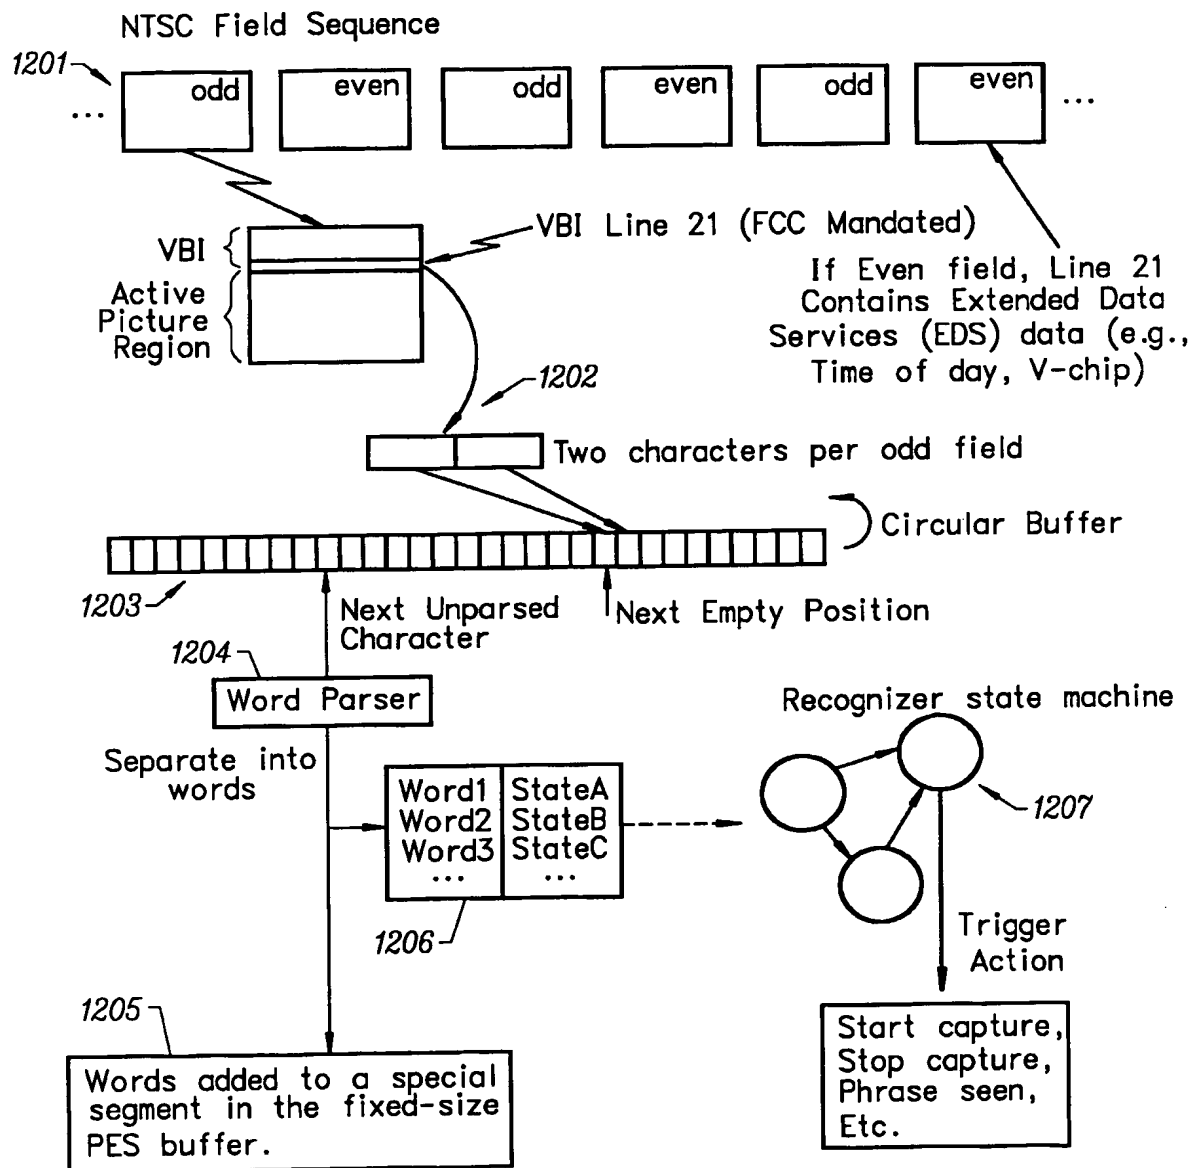 NTSC Field Sequence
1201
... odd even odd even odd even ...
VBI
VBI Line 21 (FCC Mandated)
Active
Picture
Region
If Even field, Line 21
Contains Extended Data
Services (EDS) data (e.g.,
Time of day, V-chip)
1202
Two characters per odd field
Circular Buffer
1203
Next Unparsed
Character
Next Empty Position
1204
Word Parser
Separate into
words
Word1 StateA
Word2 StateB
Word3 StateC
... ...
1206
Recognizer state machine
1207
Trigger
Action
1205
Words added to a special
segment in the fixed-size
PES buffer.
Start capture,
Stop capture,
Phrase seen,
Etc.